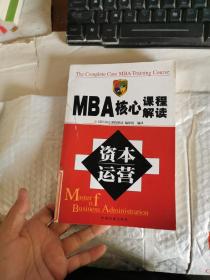 The Complete Core MBA Training Course
MBA核心课程解读
资本
运营
Master of
Business Administration